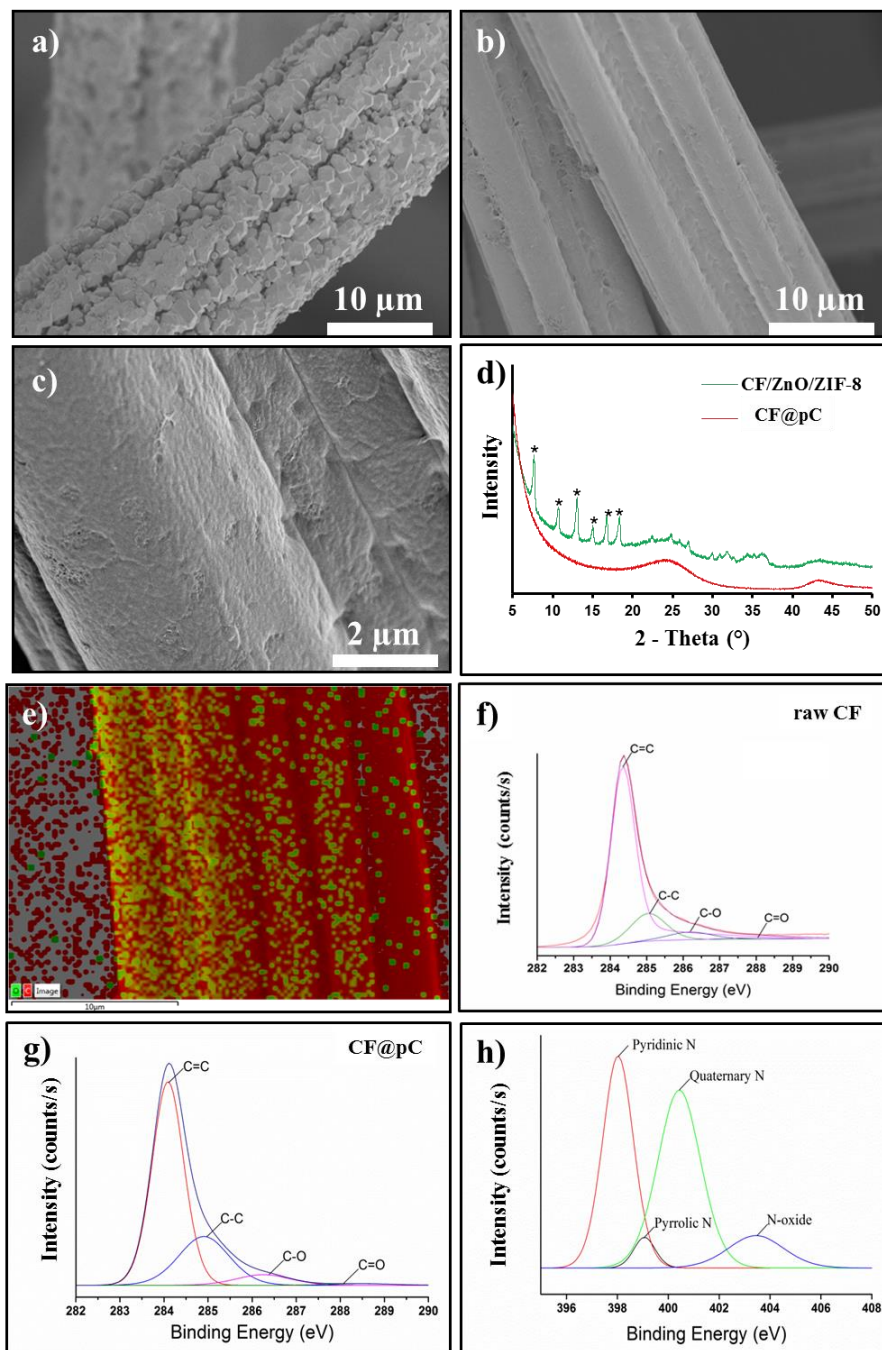 a)
10 µm
b)
10 µm
c)
2 µm
d)
CF/ZnO/ZIF-8
CF@pC
* * * * * *
Intensity
5 10 15 20 25 30 35 40 45 50
2 - Theta (°)
e)
O C Image
10µm
f)
raw CF
C=C
C-C
C-O
C=O
Intensity (counts/s)
282 283 284 285 286 287 288 289 290
Binding Energy (eV)
g)
CF@pC
C=C
C-C
C-O
C=O
Intensity (counts/s)
282 283 284 285 286 287 288 289 290
Binding Energy (eV)
h)
Pyridinic N
Quaternary N
Pyrrolic N
N-oxide
Intensity (counts/s)
396 398 400 402 404 406 408
Binding Energy (eV)